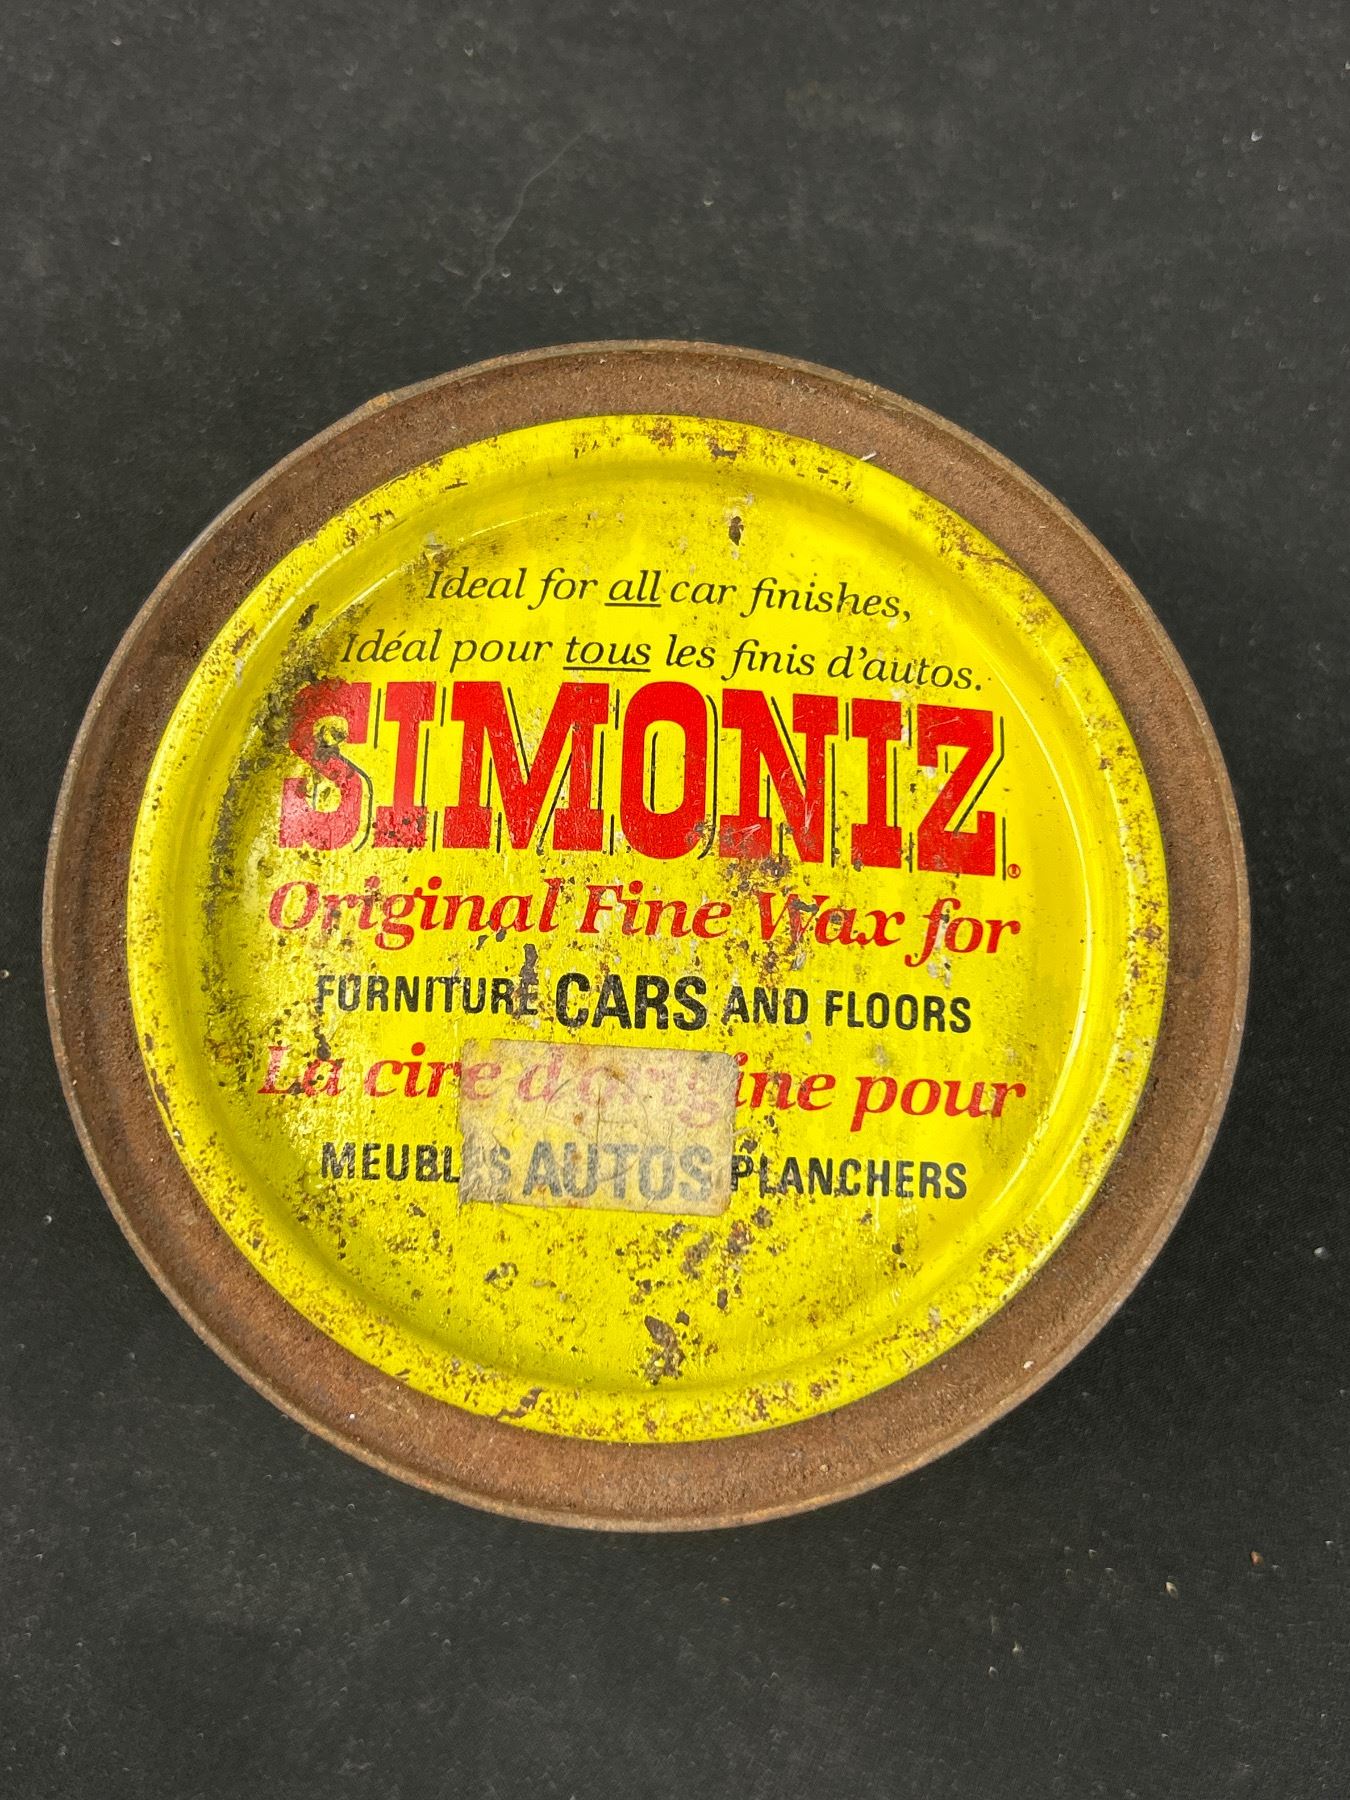 Ideal for all car finishes,
Idéal pour tous les finis d'autos.
SIMONIZ®
Original Fine Wax for
FURNITURE CARS AND FLOORS
La cire d'origine pour
MEUBLES AUTOS PLANCHERS